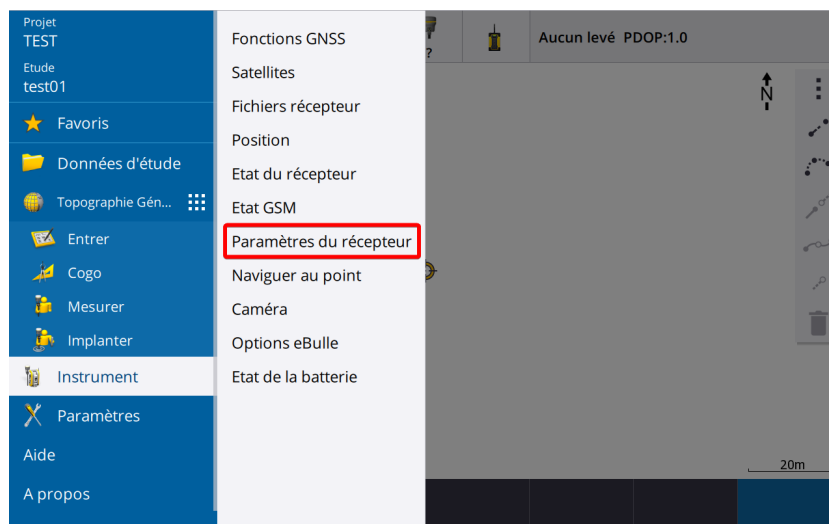 Projet
TEST
Etude
test01
Favoris
Données d'étude
Topographie Gén...
Entrer
Cogo
Mesurer
Implanter
Instrument
Paramètres
Aide
A propos
Fonctions GNSS
Satellites
Fichiers récepteur
Position
Etat du récepteur
Etat GSM
Paramètres du récepteur
Naviguer au point
Caméra
Options eBulle
Etat de la batterie
?
Aucun levé PDOP:1.0
N
20m